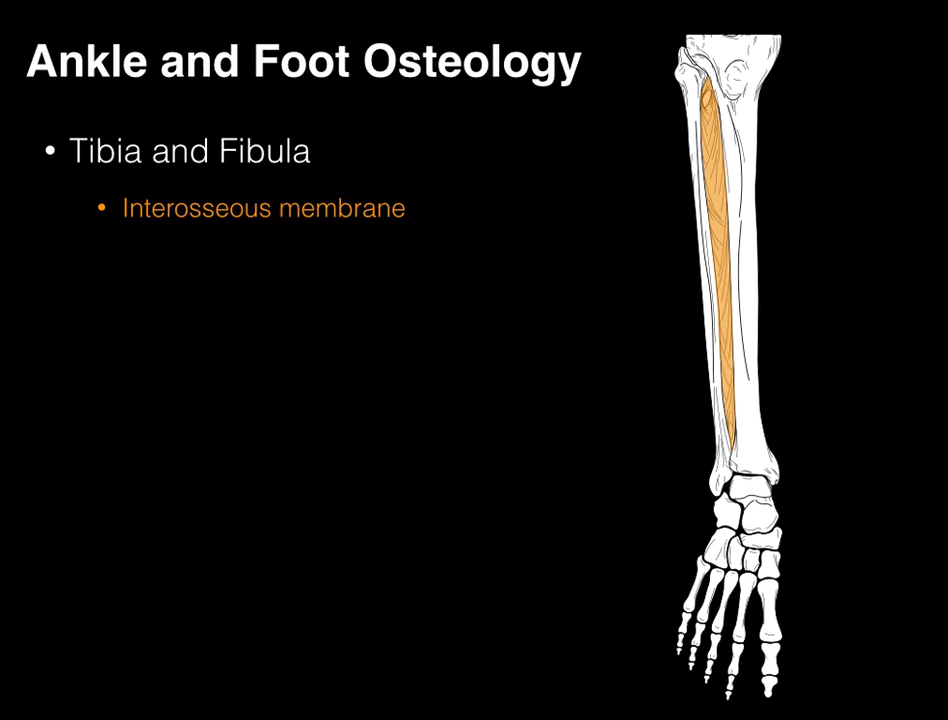 Ankle and Foot Osteology
• Tibia and Fibula
• Interosseous membrane